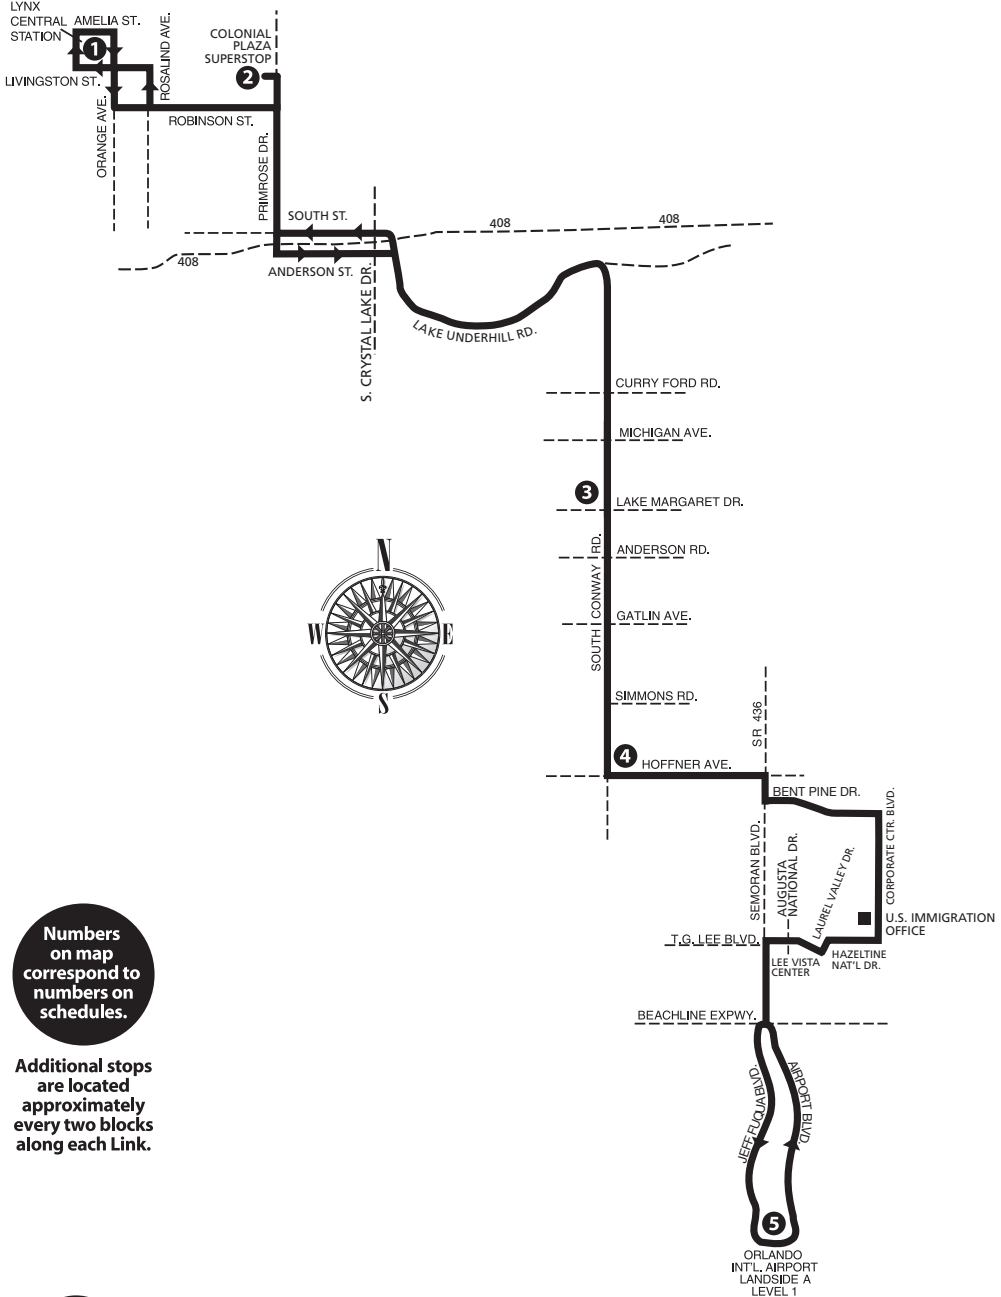 LYNX
CENTRAL
STATION
AMELIA ST.
1
ROSALIND AVE.
LIVINGSTON ST.
ORANGE AVE.
COLONIAL
PLAZA
SUPERSTOP
2
ROBINSON ST.
PRIMROSE DR.
SOUTH ST.
408
408
408
ANDERSON ST.
S. CRYSTAL LAKE DR.
LAKE UNDERHILL RD.
CURRY FORD RD.
MICHIGAN AVE.
3
LAKE MARGARET DR.
ANDERSON RD.
SOUTH CONWAY RD.
GATLIN AVE.
N
W
E
S
SIMMONS RD.
SR 436
4
HOFFNER AVE.
BENT PINE DR.
CORPORATE CTR. BLVD.
SEMORAN BLVD.
AUGUSTA
NATIONAL DR.
LAUREL VALLEY DR.
U.S. IMMIGRATION
OFFICE
T.G. LEE BLVD.
LEE VISTA
CENTER
HAZELTINE
NAT'L DR.
BEACHLINE EXPWY.
JEFF FUQUA BLVD.
AIRPORT BLVD.
5
ORLANDO
INT'L. AIRPORT
LANDSIDE A
LEVEL 1
Numbers
on map
correspond to
numbers on
schedules.
Additional stops
are located
approximately
every two blocks
along each Link.